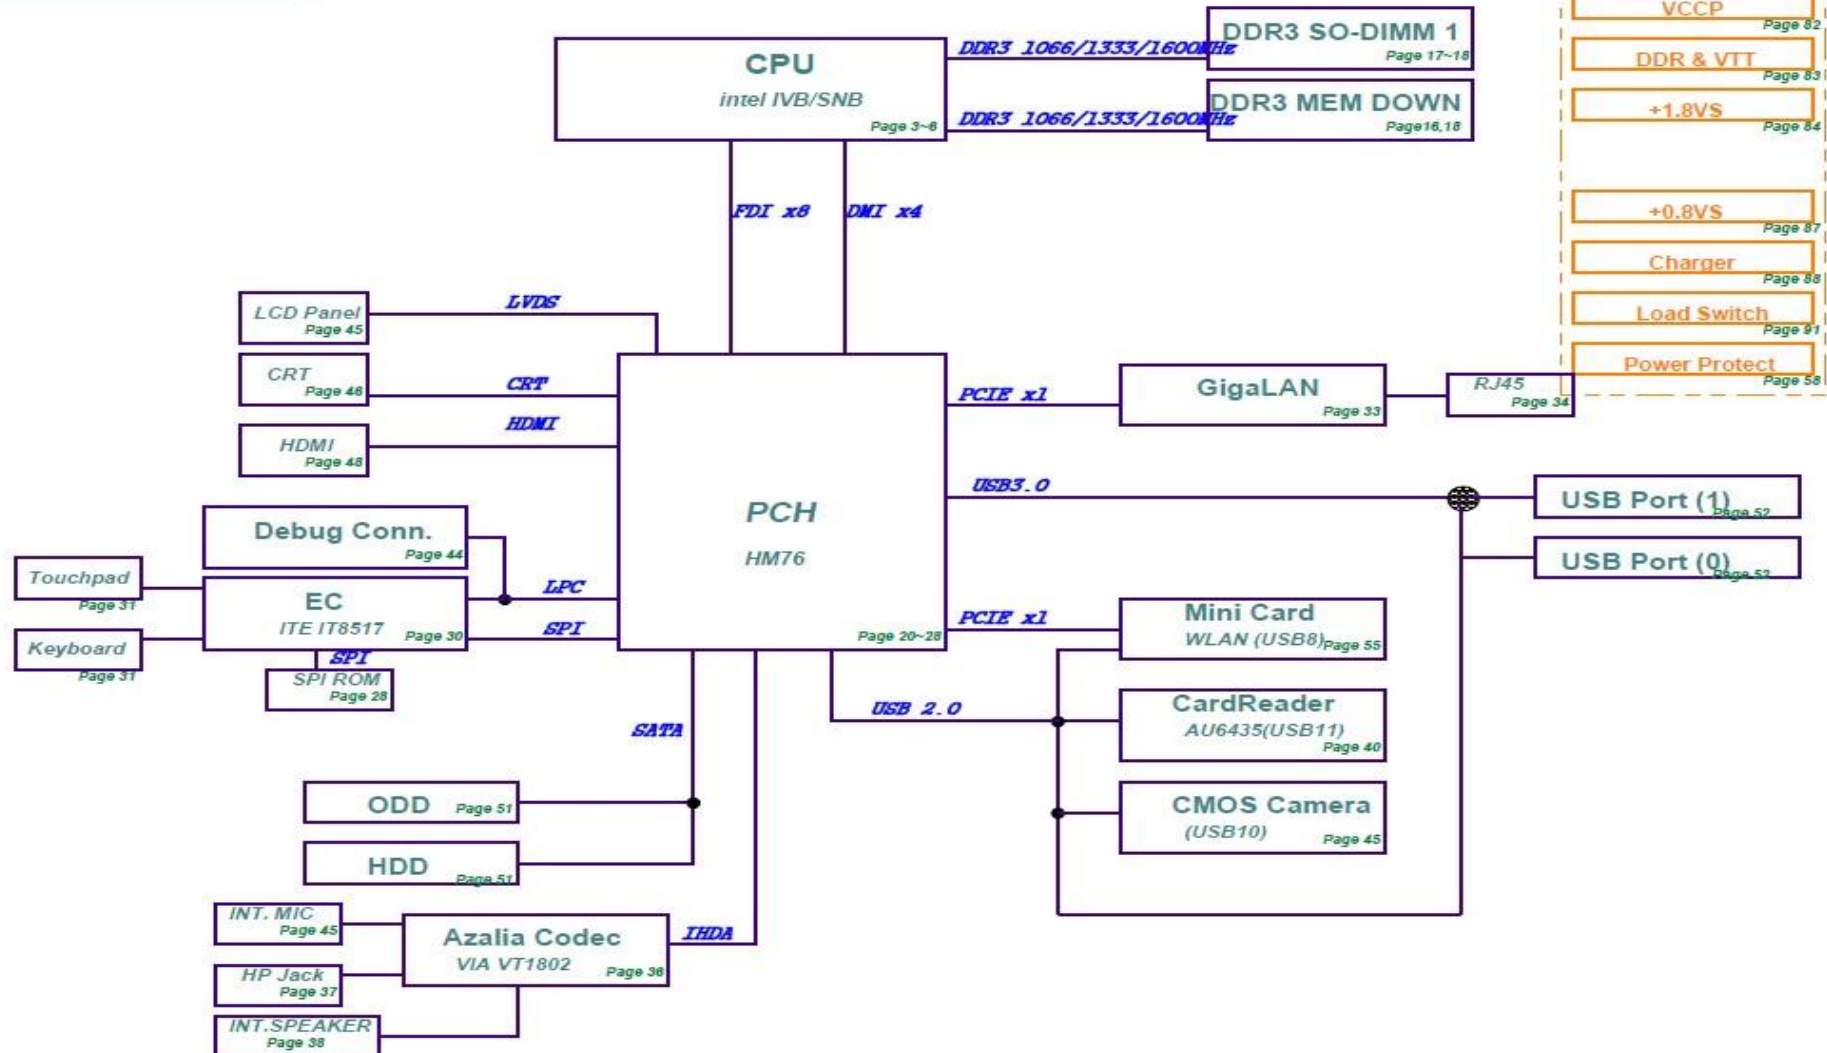 CPU
intel IVB/SNB
Page 3~6
DDR3 1066/1333/1600MHz
DDR3 SO-DIMM 1
Page 17~18
DDR3 1066/1333/1600MHz
DDR3 MEM DOWN
Page16,18
VCCP
Page 82
DDR & VTT
Page 83
+1.8VS
Page 84
+0.8VS
Page 87
Charger
Page 88
Load Switch
Page 91
Power Protect
Page 58
FDI x8
DMI x4
LCD Panel
Page 45
LVDS
CRT
Page 46
CRT
HDMI
Page 48
HDMI
PCH
HM76
Page 20~28
PCIE x1
GigaLAN
Page 33
RJ45
Page 34
USB3.0
USB Port (1)
Page 52
USB Port (0)
Page 52
Debug Conn.
Page 44
Touchpad
Page 31
Keyboard
Page 31
EC
ITE IT8517
Page 30
LPC
SPI
SPI
SPI ROM
Page 28
PCIE x1
Mini Card
WLAN (USB8)
Page 55
USB 2.0
CardReader
AU6435(USB11)
Page 40
CMOS Camera
(USB10)
Page 45
SATA
ODD
Page 51
HDD
Page 51
INT. MIC
Page 45
HP Jack
Page 37
INT.SPEAKER
Page 38
Azalia Codec
VIA VT1802
Page 36
IHDA